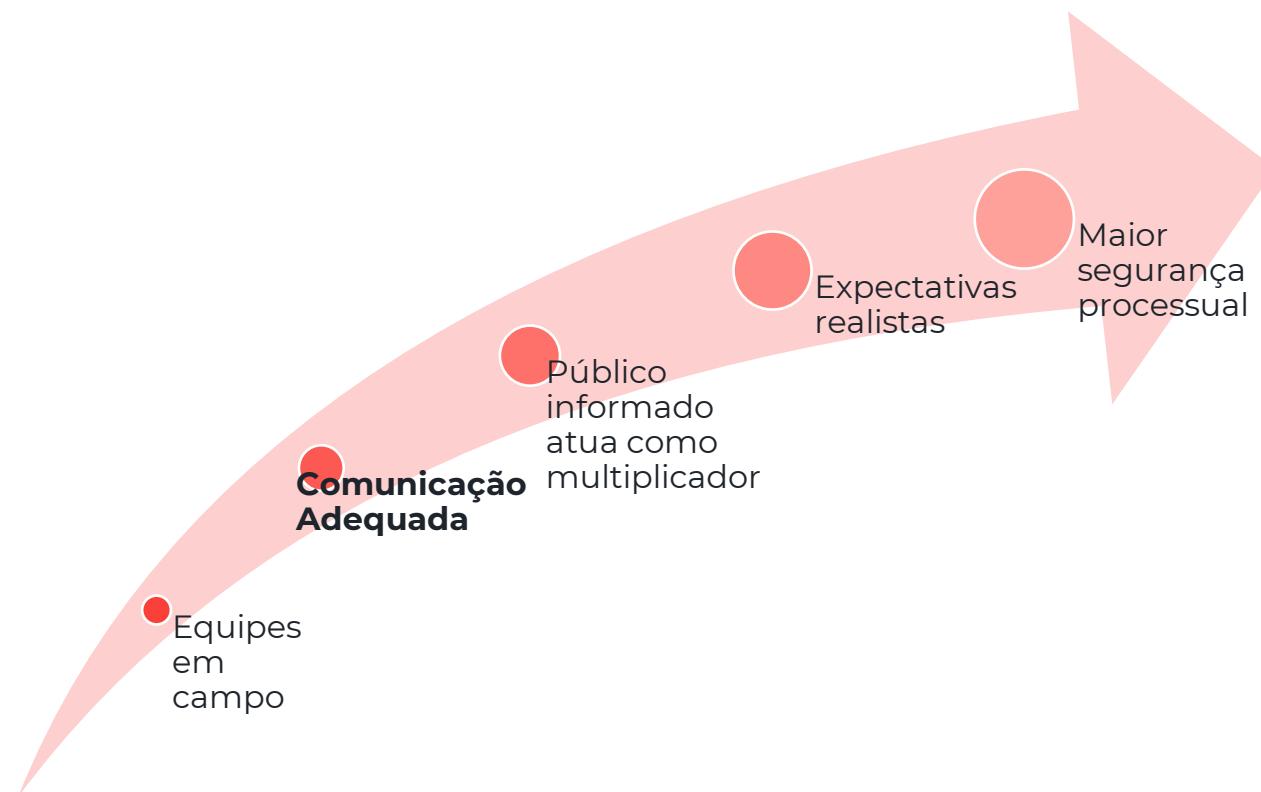 Equipes
em
campo
Comunicação
Adequada
Público
informado
atua como
multiplicador
Expectativas
realistas
Maior
segurança
processual